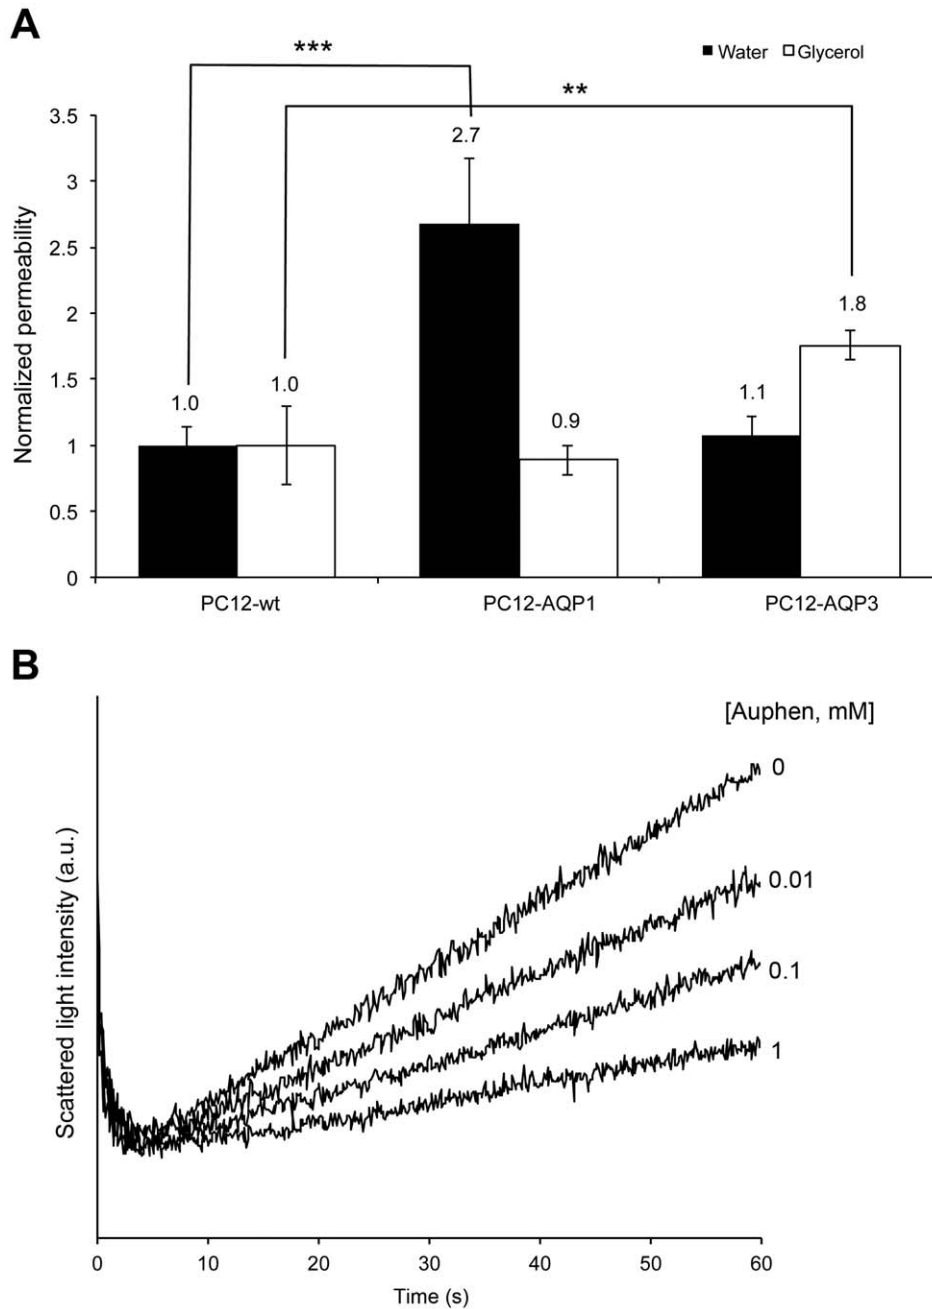 A
***
■ Water □ Glycerol
**
3.5
2.7
3
Normalized permeability
2.5
2
1.8
1.5
1.0
1.0
1.1
0.9
1
0.5
0
PC12-wt PC12-AQP1 PC12-AQP3
B
[Auphen, mM]
0
0.01
0.1
1
Scattered light intensity (a.u.)
0 10 20 30 40 50 60
Time (s)